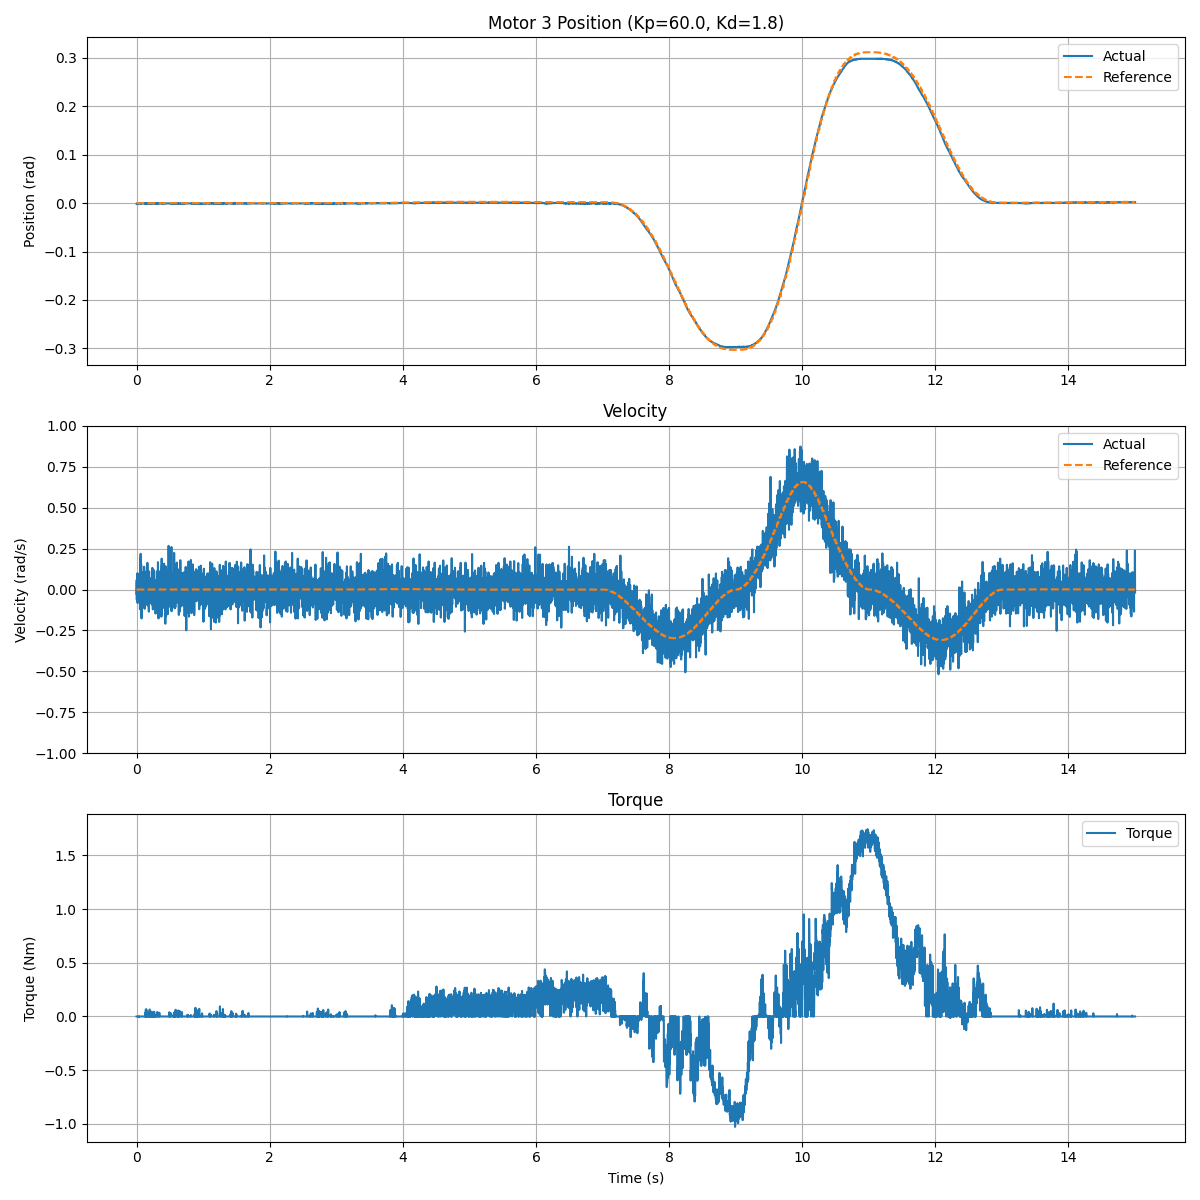 Motor 3 Position (Kp=60.0, Kd=1.8)
Position (rad)
0.3
0.2
0.1
0.0
−0.1
−0.2
−0.3
Actual
Reference
0 2 4 6 8 10 12 14
Velocity
Velocity (rad/s)
1.00
0.75
0.50
0.25
0.00
−0.25
−0.50
−0.75
−1.00
Actual
Reference
0 2 4 6 8 10 12 14
Torque
Torque (Nm)
1.5
1.0
0.5
0.0
−0.5
−1.0
Torque
0 2 4 6 8 10 12 14
Time (s)